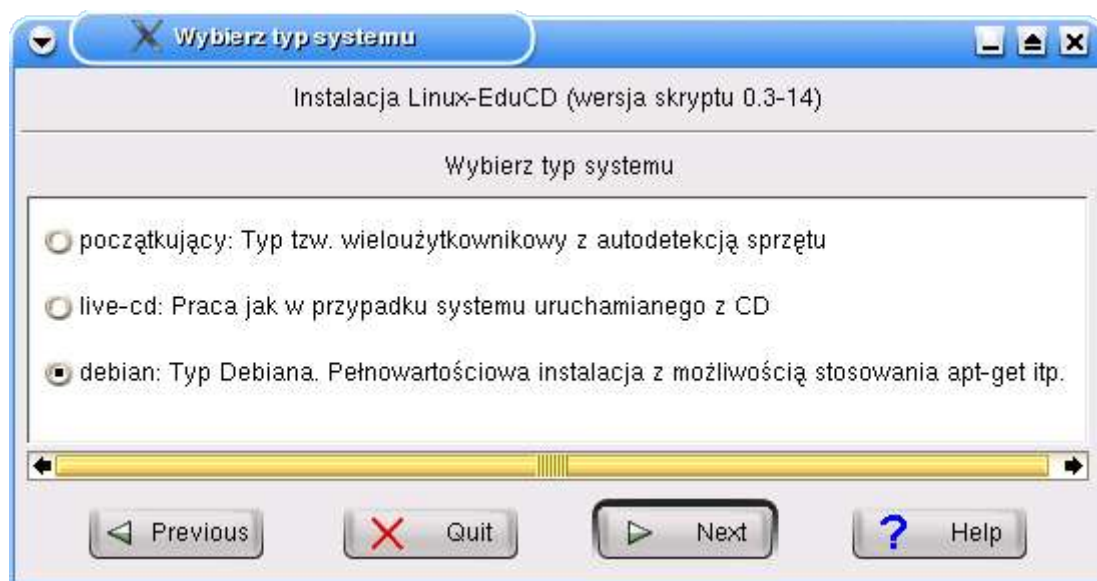 Wybierz typ systemu
Instalacja Linux-EduCD (wersja skryptu 0.3-14)
Wybierz typ systemu
początkujący: Typ tzw. wieloużytkownikowy z autodetekcją sprzętu
live-cd: Praca jak w przypadku systemu uruchamianego z CD
debian: Typ Debiana. Pełnowartościowa instalacja z możliwością stosowania apt-get itp.
Previous Quit Next ? Help